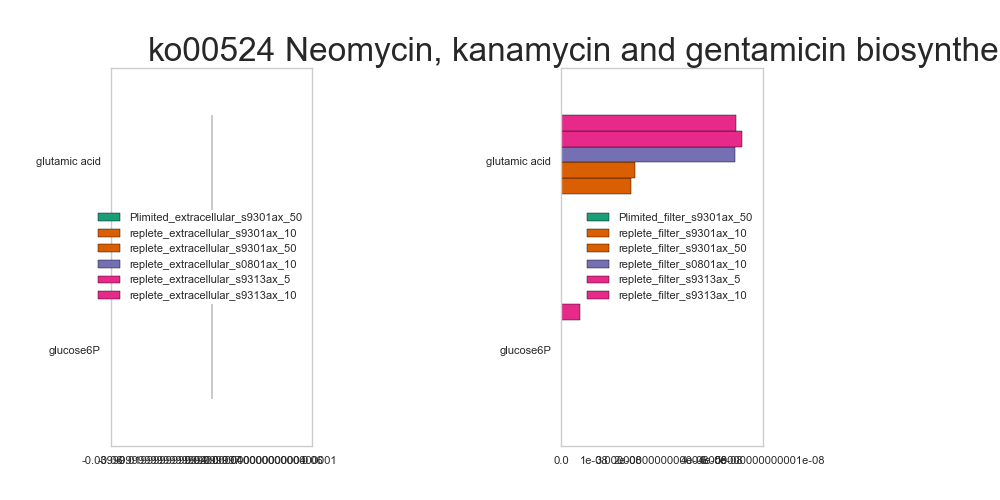 ko00524 Neomycin, kanamycin and gentamicin biosynthe
glutamic acid
glucose6P
Plimited_extracellular_s9301ax_50
replete_extracellular_s9301ax_10
replete_extracellular_s9301ax_50
replete_extracellular_s0801ax_10
replete_extracellular_s9313ax_5
replete_extracellular_s9313ax_10
glutamic acid
glucose6P
Plimited_filter_s9301ax_50
replete_filter_s9301ax_10
replete_filter_s9301ax_50
replete_filter_s0801ax_10
replete_filter_s9313ax_5
replete_filter_s9313ax_10
0.0